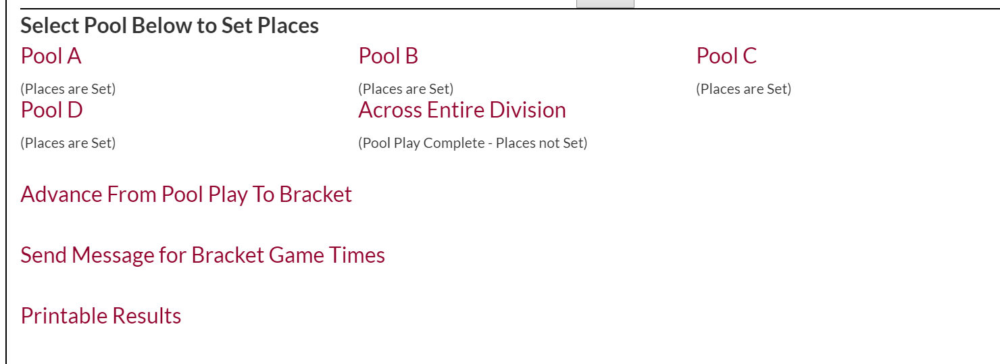 Select Pool Below to Set Places
Pool A
Pool B
Pool C
(Places are Set)
(Places are Set)
(Places are Set)
Pool D
Across Entire Division
(Places are Set)
(Pool Play Complete - Places not Set)
Advance From Pool Play To Bracket
Send Message for Bracket Game Times
Printable Results